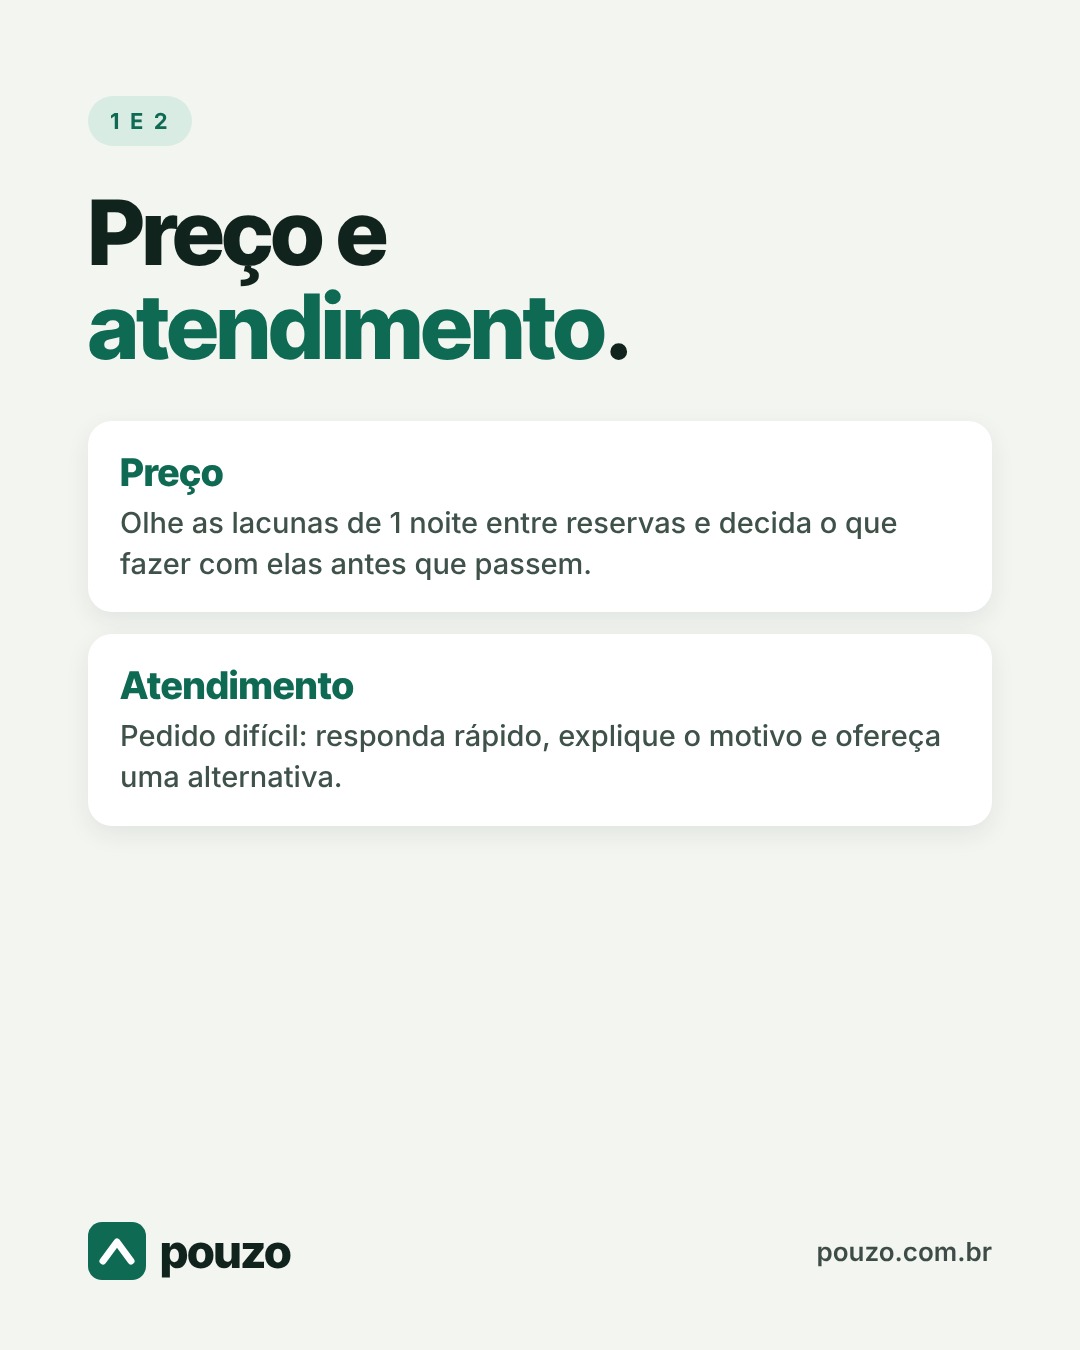 1 E 2
Preço e
atendimento.
Preço
Olhe as lacunas de 1 noite entre reservas e decida o que
fazer com elas antes que passem.
Atendimento
Pedido difícil: responda rápido, explique o motivo e ofereça
uma alternativa.
pouzo
pouzo.com.br